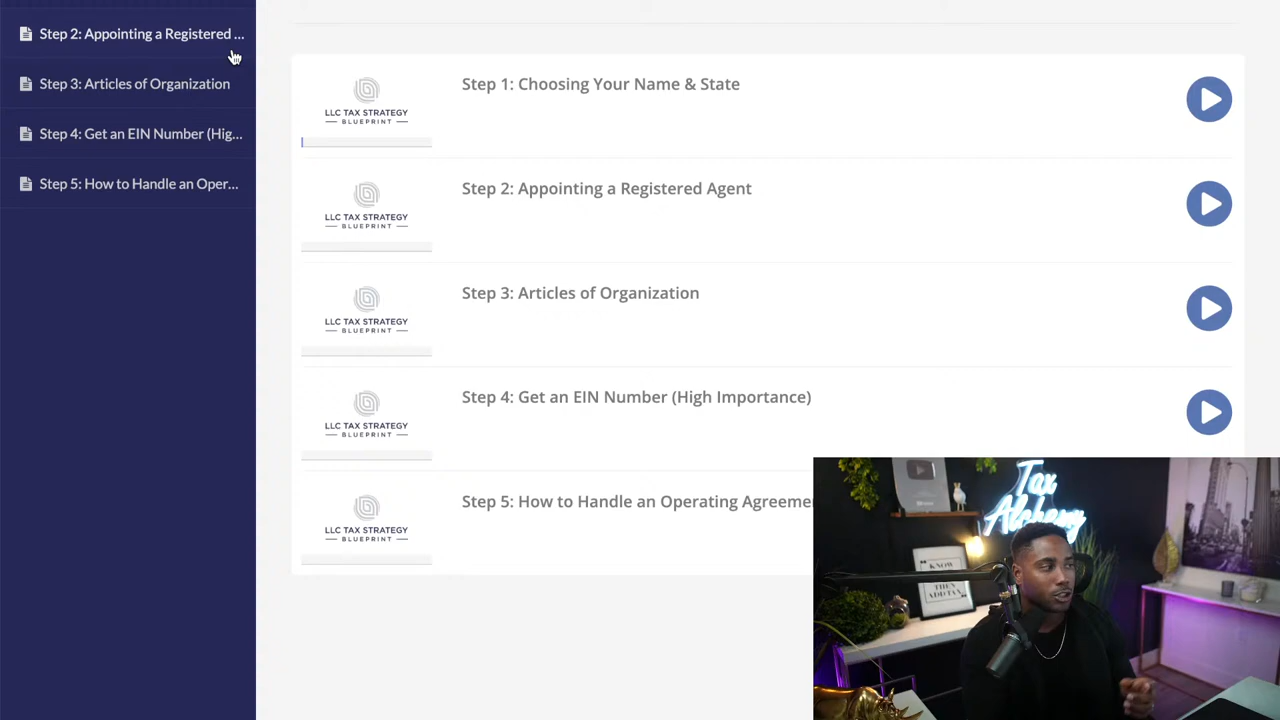 Step 2: Appointing a Registered ...
Step 3: Articles of Organization
Step 4: Get an EIN Number (Hig...
Step 5: How to Handle an Oper...
LLC TAX STRATEGY
BLUEPRINT
Step 1: Choosing Your Name & State
LLC TAX STRATEGY
BLUEPRINT
Step 2: Appointing a Registered Agent
LLC TAX STRATEGY
BLUEPRINT
Step 3: Articles of Organization
LLC TAX STRATEGY
BLUEPRINT
Step 4: Get an EIN Number (High Importance)
LLC TAX STRATEGY
BLUEPRINT
Step 5: How to Handle an Operating Agreeme
Tax
Alchemy
KNOW
THEN
ADD TAX